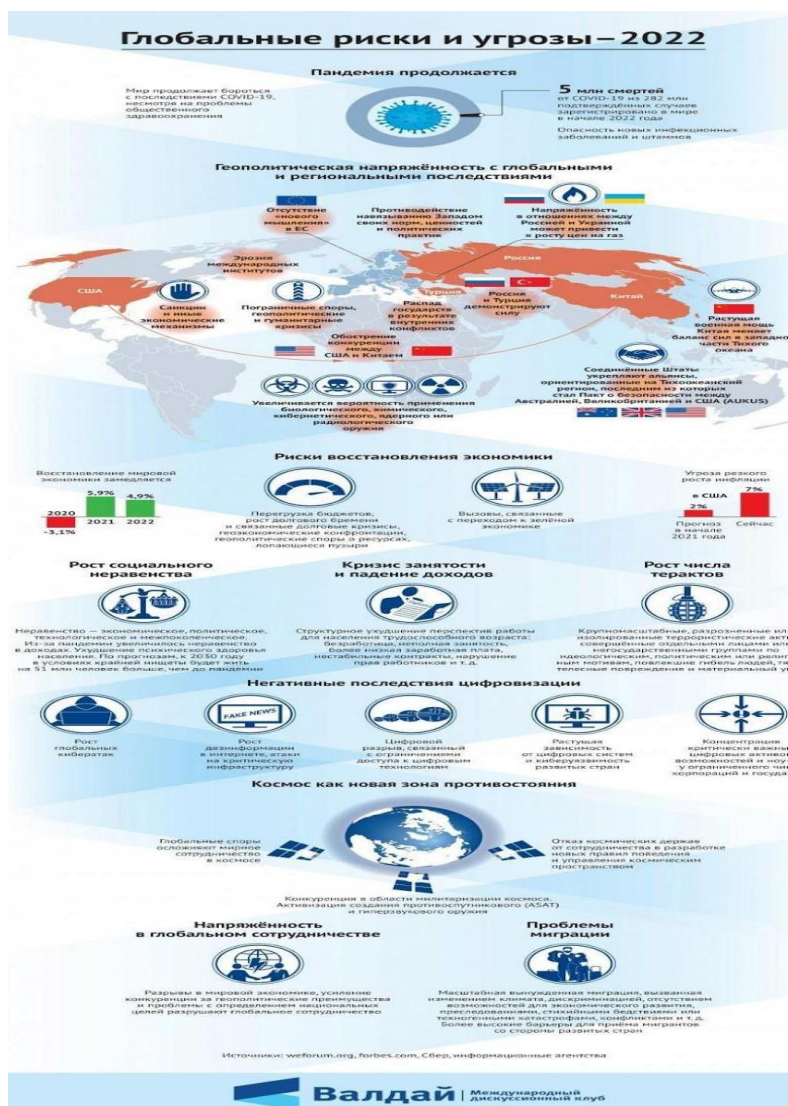 Глобальные риски и угрозы–2022
Пандемия продолжается
Мир продолжает бороться
с последствиями COVID-19,
несмотря на проблемы
общественного
здравоохранения
5 млн смертей
от COVID-19 из 282 млн
подтверждённых случаев
зарегистрировано в мире
в начале 2022 года
Опасность новых инфекционных
заболеваний и штаммов
Геополитическая напряжённость с глобальными
и региональными последствиями
Отсутствие
«нового
мышления»
в ЕС
Противодействие
навязыванию Западом
своих норм, ценностей
и политических
практик
Напряжённость
в отношениях между
Россией и Украиной
может привести
к росту цен на газ
Эрозия
международных
институтов
Россия
США
Турция
Китай
Санкции
и иные
экономические
механизмы
Пограничные споры,
геополитические
и гуманитарные
кризисы
Распад
государств
в результате
внутренних
конфликтов
Россия
и Турция
демонстрируют
силу
Растущая
военная мощь
Китая меняет
баланс сил в западной
части Тихого
океана
Обострение
конкуренции
между
США и Китаем
Соединённые Штаты
укрепляют альянсы,
ориентированные на Тихоокеанский
регион, последним из которых
стал Пакт о безопасности между
Австралией, Великобританией и США (AUKUS)
Увеличивается вероятность применения
биологического, химического,
кибернетического, ядерного или
радиологического
оружия
Риски восстановления экономики
Восстановление мировой
экономики замедляется
2020
-3,1%
5,9%
2021
4,9%
2022
Перегрузка бюджетов,
рост долгового бремени
и связанные долговые кризисы,
геоэкономические конфронтации,
геополитические споры о ресурсах,
лопающиеся пузыри
Вызовы, связанные
с переходом к зелёной
экономике
Угроза резкого
роста инфляции
в США
2%
7%
Прогноз
в начале
2021 года
Сейчас
Рост социального
неравенства
Неравенство — экономическое, политическое,
технологическое и межпоколенческое.
Из-за пандемии увеличилось неравенство
в доходах. Ухудшение психического здоровья
населения. По прогнозам, к 2030 году
в условиях крайней нищеты будет жить
на 51 млн человек больше, чем до пандемии
Кризис занятости
и падение доходов
Структурное ухудшение перспектив работы
для населения трудоспособного возраста:
безработица, неполная занятость,
более низкая заработная плата,
нестабильные контракты, нарушение
прав работников и т.д.
Рост числа
терактов
Крупномасштабные, разрозненные ил
изолированные террористические акт
совершённые отдельными лицами или
негосударственными группами по
идеологическим, политическим или религ
ным мотивам, повлекшие гибель людей, тя
телесные повреждения и материальный у
Негативные последствия цифровизации
FAKE NEWS
Рост
глобальных
кибератак
Рост
дезинформации
в интернете, атаки
на критическую
инфраструктуру
Цифровой
разрыв, связанный
с ограничениями
доступа к цифровым
технологиям
Растущая
зависимость
от цифровых систем
и киберуязвимость
развитых стран
Концентрация
критически важны
цифровых активо
возможностей и ноу-
у ограниченного чи
корпораций и госуда
Космос как новая зона противостояния
Глобальные споры
осложняют мирное
сотрудничество
в космосе
Отказ космических держав
от сотрудничества в разработке
новых правил поведения
и управления космическим
пространством
Конкуренция в области милитаризации космоса.
Активизация создания противоспутникового (ASAT)
и гиперзвукового оружия
Напряжённость
в глобальном сотрудничестве
Разрывы в мировой экономике, усиление
конкуренции за геополитические преимущества
и проблемы с определением национальных
целей разрушают глобальное сотрудничество
Проблемы
миграции
Масштабная вынужденная миграция, вызванная
изменением климата, дискриминацией, отсутствием
возможностей для экономического развития,
преследованиями, стихийными бедствиями или
техногенными катастрофами, конфликтами и т.д.
Более высокие барьеры для приёма мигрантов
со стороны развитых стран
Источники: weforum.org, forbes.com, Сбер, информационные агентства
Валдай
Международный
дискуссионный клуб